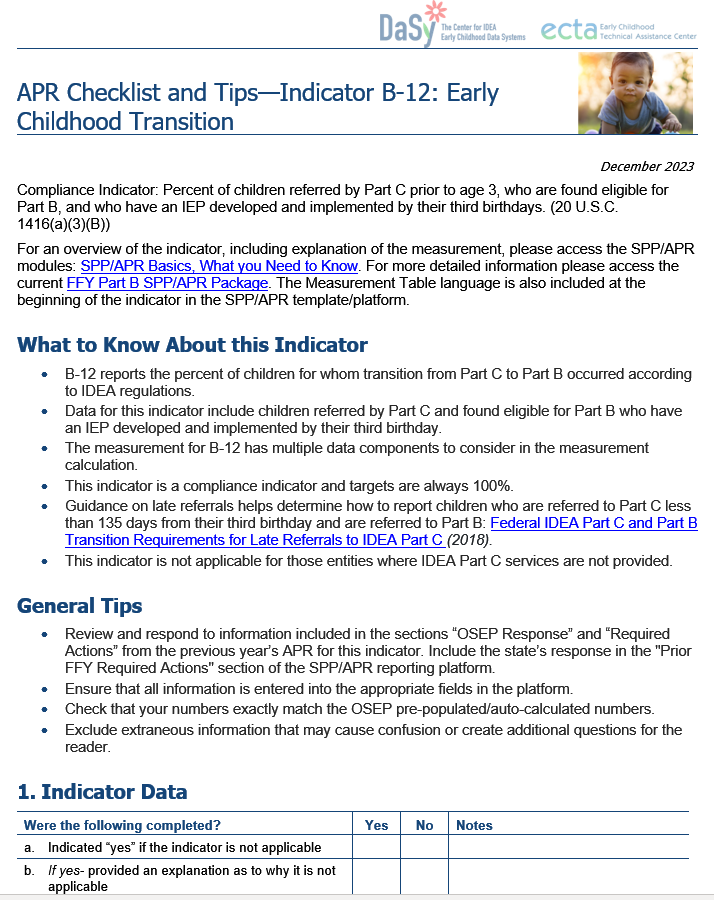 DaSy The Center for IDEA
Early Childhood Data Systems
ecta Early Childhood
Technical Assistance Center
APR Checklist and Tips—Indicator B-12: Early
Childhood Transition
December 2023
Compliance Indicator: Percent of children referred by Part C prior to age 3, who are found eligible for
Part B, and who have an IEP developed and implemented by their third birthdays. (20 U.S.C.
1416(a)(3)(B))
For an overview of the indicator, including explanation of the measurement, please access the SPP/APR
modules: SPP/APR Basics, What you Need to Know. For more detailed information please access the
current FFY Part B SPP/APR Package. The Measurement Table language is also included at the
beginning of the indicator in the SPP/APR template/platform.
What to Know About this Indicator
• B-12 reports the percent of children for whom transition from Part C to Part B occurred according
to IDEA regulations.
• Data for this indicator include children referred by Part C and found eligible for Part B who have
an IEP developed and implemented by their third birthday.
• The measurement for B-12 has multiple data components to consider in the measurement
calculation.
• This indicator is a compliance indicator and targets are always 100%.
• Guidance on late referrals helps determine how to report children who are referred to Part C less
than 135 days from their third birthday and are referred to Part B: Federal IDEA Part C and Part B
Transition Requirements for Late Referrals to IDEA Part C (2018).
• This indicator is not applicable for those entities where IDEA Part C services are not provided.
General Tips
• Review and respond to information included in the sections “OSEP Response” and “Required
Actions” from the previous year’s APR for this indicator. Include the state’s response in the "Prior
FFY Required Actions" section of the SPP/APR reporting platform.
• Ensure that all information is entered into the appropriate fields in the platform.
• Check that your numbers exactly match the OSEP pre-populated/auto-calculated numbers.
• Exclude extraneous information that may cause confusion or create additional questions for the
reader.
1. Indicator Data
Were the following completed? Yes No Notes
a. Indicated “yes” if the indicator is not applicable
b. If yes- provided an explanation as to why it is not
applicable